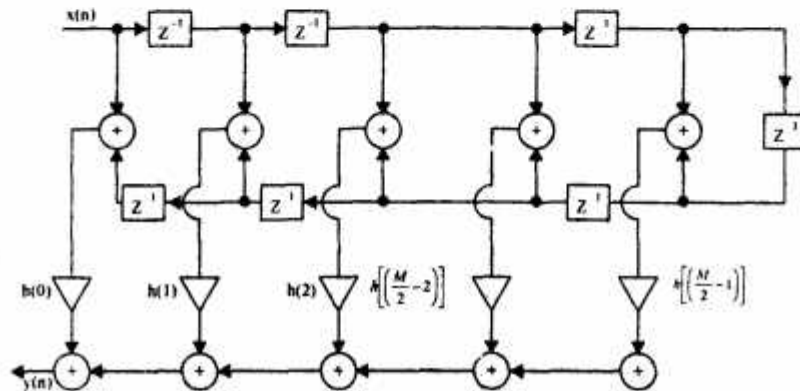 x(n)
z⁻¹ z⁻¹ z ¹
+ + + + +
z ¹
z ¹ z ¹ z ¹
h(0) h(1) h(2) h[(M/2 −2)] h[(M/2 −1)]
+ + + + +
y(n)